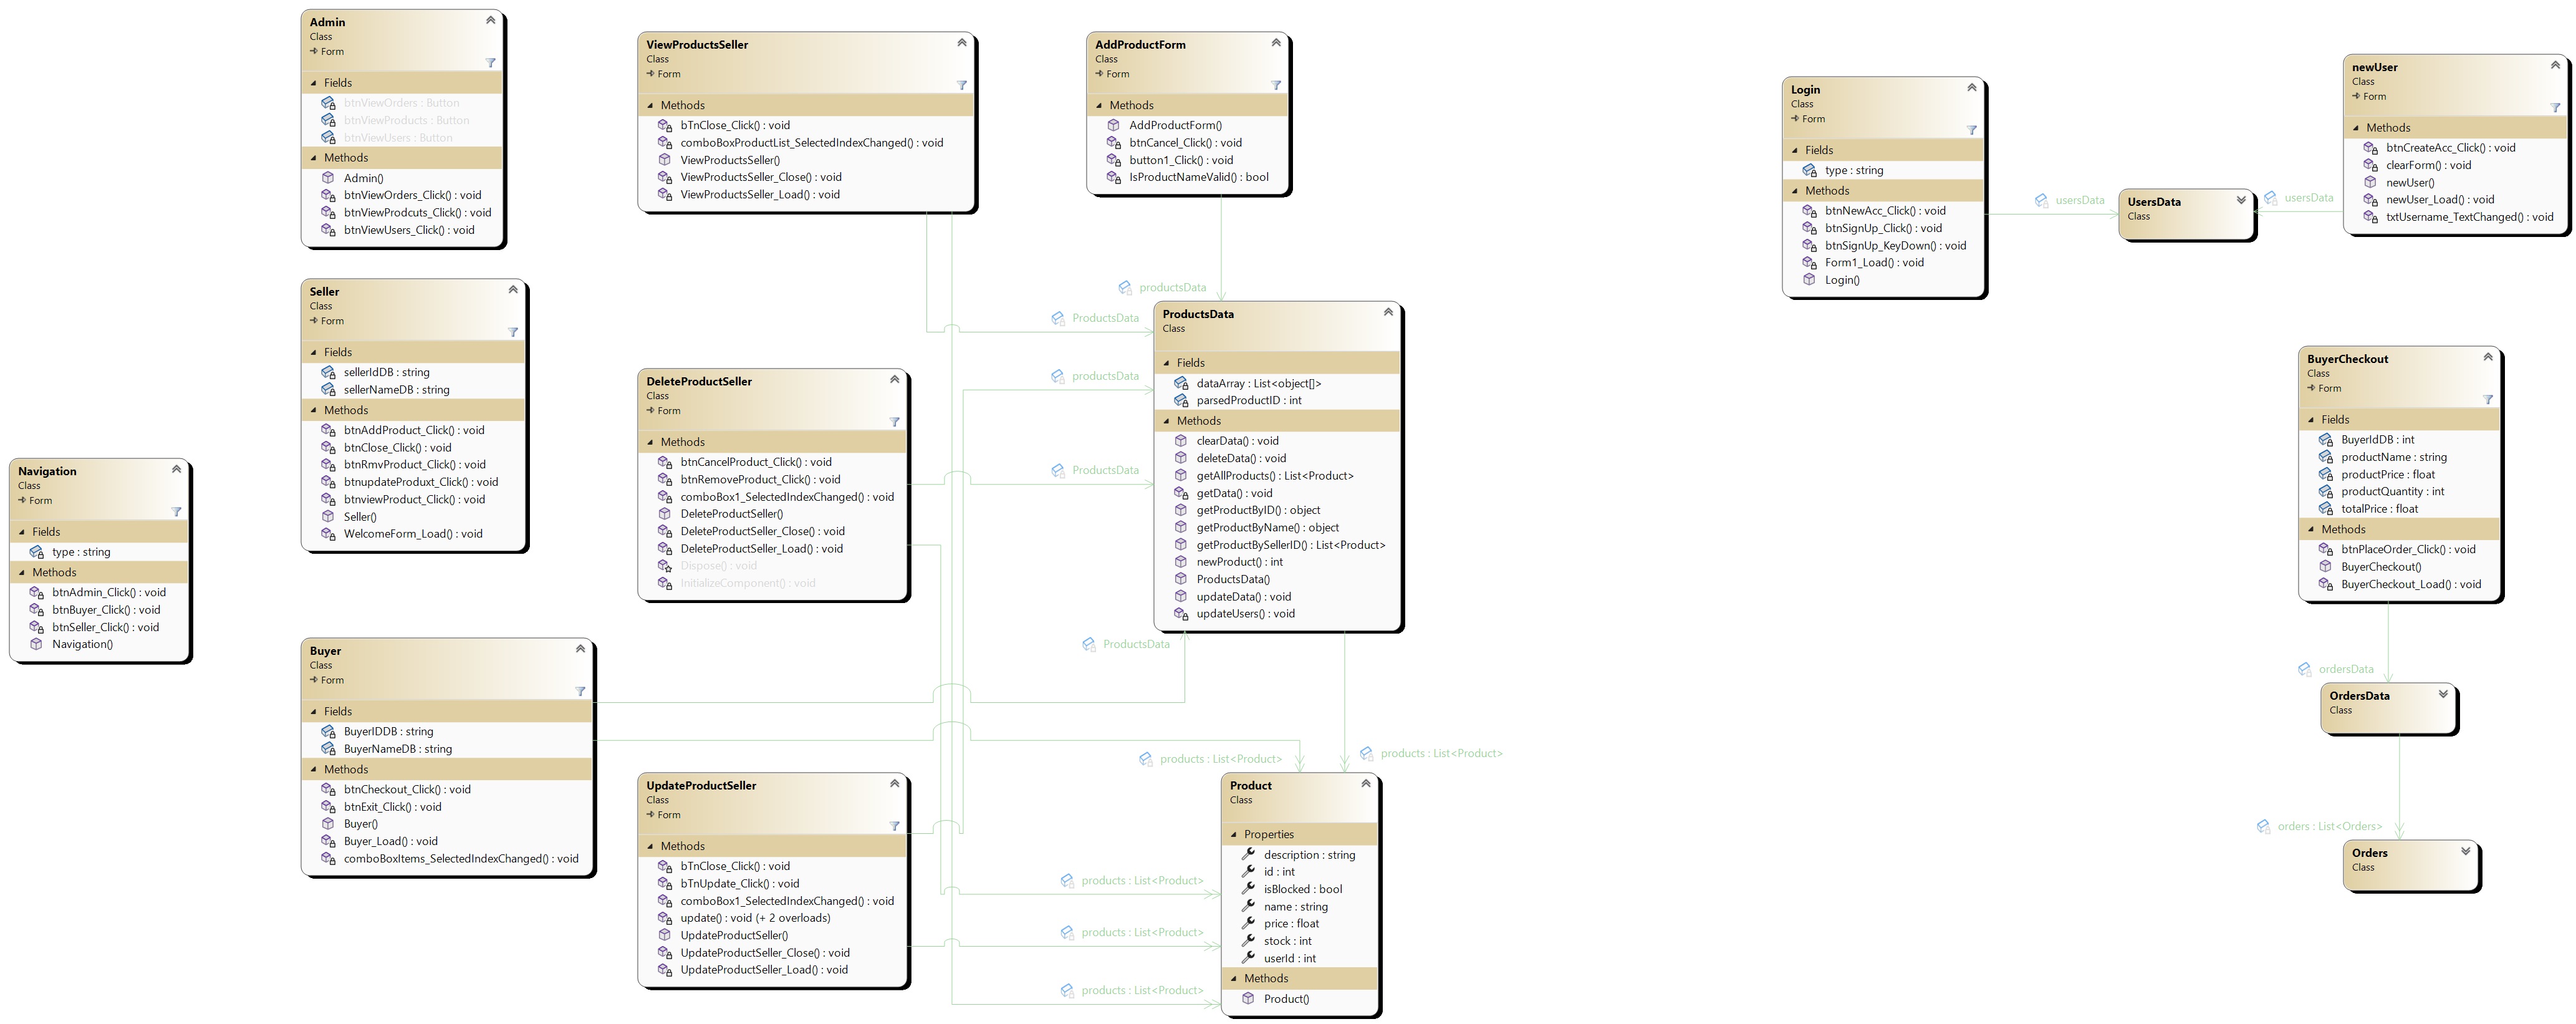 Admin
Class
Form
Fields
btnViewOrders : Button
btnViewProducts : Button
btnViewUsers : Button
Methods
Admin()
btnViewOrders_Click() : void
btnViewProdcuts_Click() : void
btnViewUsers_Click() : void
Seller
Class
Form
Fields
sellerIdDB : string
sellerNameDB : string
Methods
btnAddProduct_Click() : void
btnClose_Click() : void
btnRmvProduct_Click() : void
btnupdateProduxt_Click() : void
btnviewProduct_Click() : void
Seller()
WelcomeForm_Load() : void
Navigation
Class
Form
Fields
type : string
Methods
btnAdmin_Click() : void
btnBuyer_Click() : void
btnSeller_Click() : void
Navigation()
Buyer
Class
Form
Fields
BuyerIDDB : string
BuyerNameDB : string
Methods
btnCheckout_Click() : void
btnExit_Click() : void
Buyer()
Buyer_Load() : void
comboBoxItems_SelectedIndexChanged() : void
ViewProductsSeller
Class
Form
Methods
bTnClose_Click() : void
comboBoxProductList_SelectedIndexChanged() : void
ViewProductsSeller()
ViewProductsSeller_Close() : void
ViewProductsSeller_Load() : void
DeleteProductSeller
Class
Form
Methods
btnCancelProduct_Click() : void
btnRemoveProduct_Click() : void
comboBox1_SelectedIndexChanged() : void
DeleteProductSeller()
DeleteProductSeller_Close() : void
DeleteProductSeller_Load() : void
Dispose() : void
InitializeComponent() : void
UpdateProductSeller
Class
Form
Methods
bTnClose_Click() : void
bTnUpdate_Click() : void
comboBox1_SelectedIndexChanged() : void
update() : void (+ 2 overloads)
UpdateProductSeller()
UpdateProductSeller_Close() : void
UpdateProductSeller_Load() : void
AddProductForm
Class
Form
Methods
AddProductForm()
btnCancel_Click() : void
button1_Click() : void
IsProductNameValid() : bool
productsData
ProductsData
productsData
ProductsData
ProductsData
Class
Fields
dataArray : List<object[]>
parsedProductID : int
Methods
clearData() : void
deleteData() : void
getAllProducts() : List<Product>
getData() : void
getProductByID() : object
getProductByName() : object
getProductBySellerID() : List<Product>
newProduct() : int
ProductsData()
updateData() : void
updateUsers() : void
ProductsData
products : List<Product>
products : List<Product>
products : List<Product>
products : List<Product>
products : List<Product>
Product
Class
Properties
description : string
id : int
isBlocked : bool
name : string
price : float
stock : int
userId : int
Methods
Product()
Login
Class
Form
Fields
type : string
Methods
btnNewAcc_Click() : void
btnSignUp_Click() : void
btnSignUp_KeyDown() : void
Form1_Load() : void
Login()
usersData
UsersData
Class
usersData
newUser
Class
Form
Methods
btnCreateAcc_Click() : void
clearForm() : void
newUser()
newUser_Load() : void
txtUsername_TextChanged() : void
BuyerCheckout
Class
Form
Fields
BuyerIdDB : int
productName : string
productPrice : float
productQuantity : int
totalPrice : float
Methods
btnPlaceOrder_Click() : void
BuyerCheckout()
BuyerCheckout_Load() : void
ordersData
OrdersData
Class
orders : List<Orders>
Orders
Class